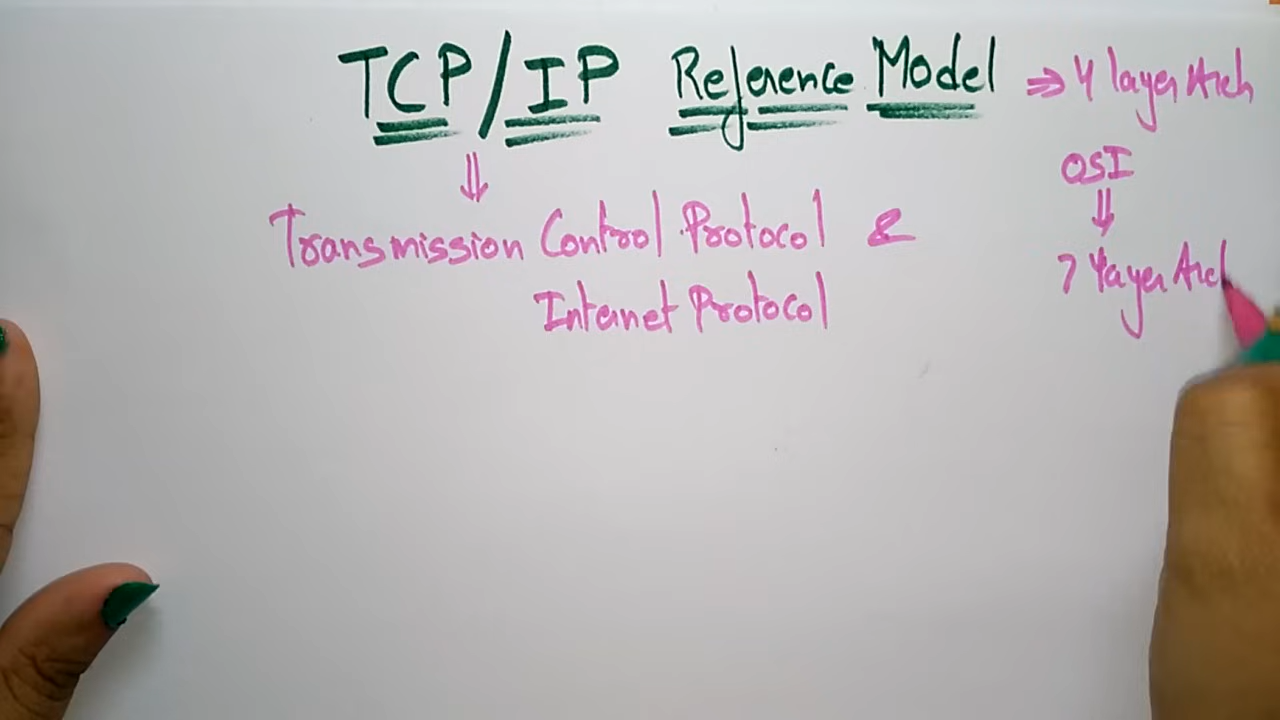 TCP/IP Reference Model ⇒ 4 layer Arch
OSI
⇓
⇓
Transmission Control Protocol &
7 layer Arch
Internet Protocol